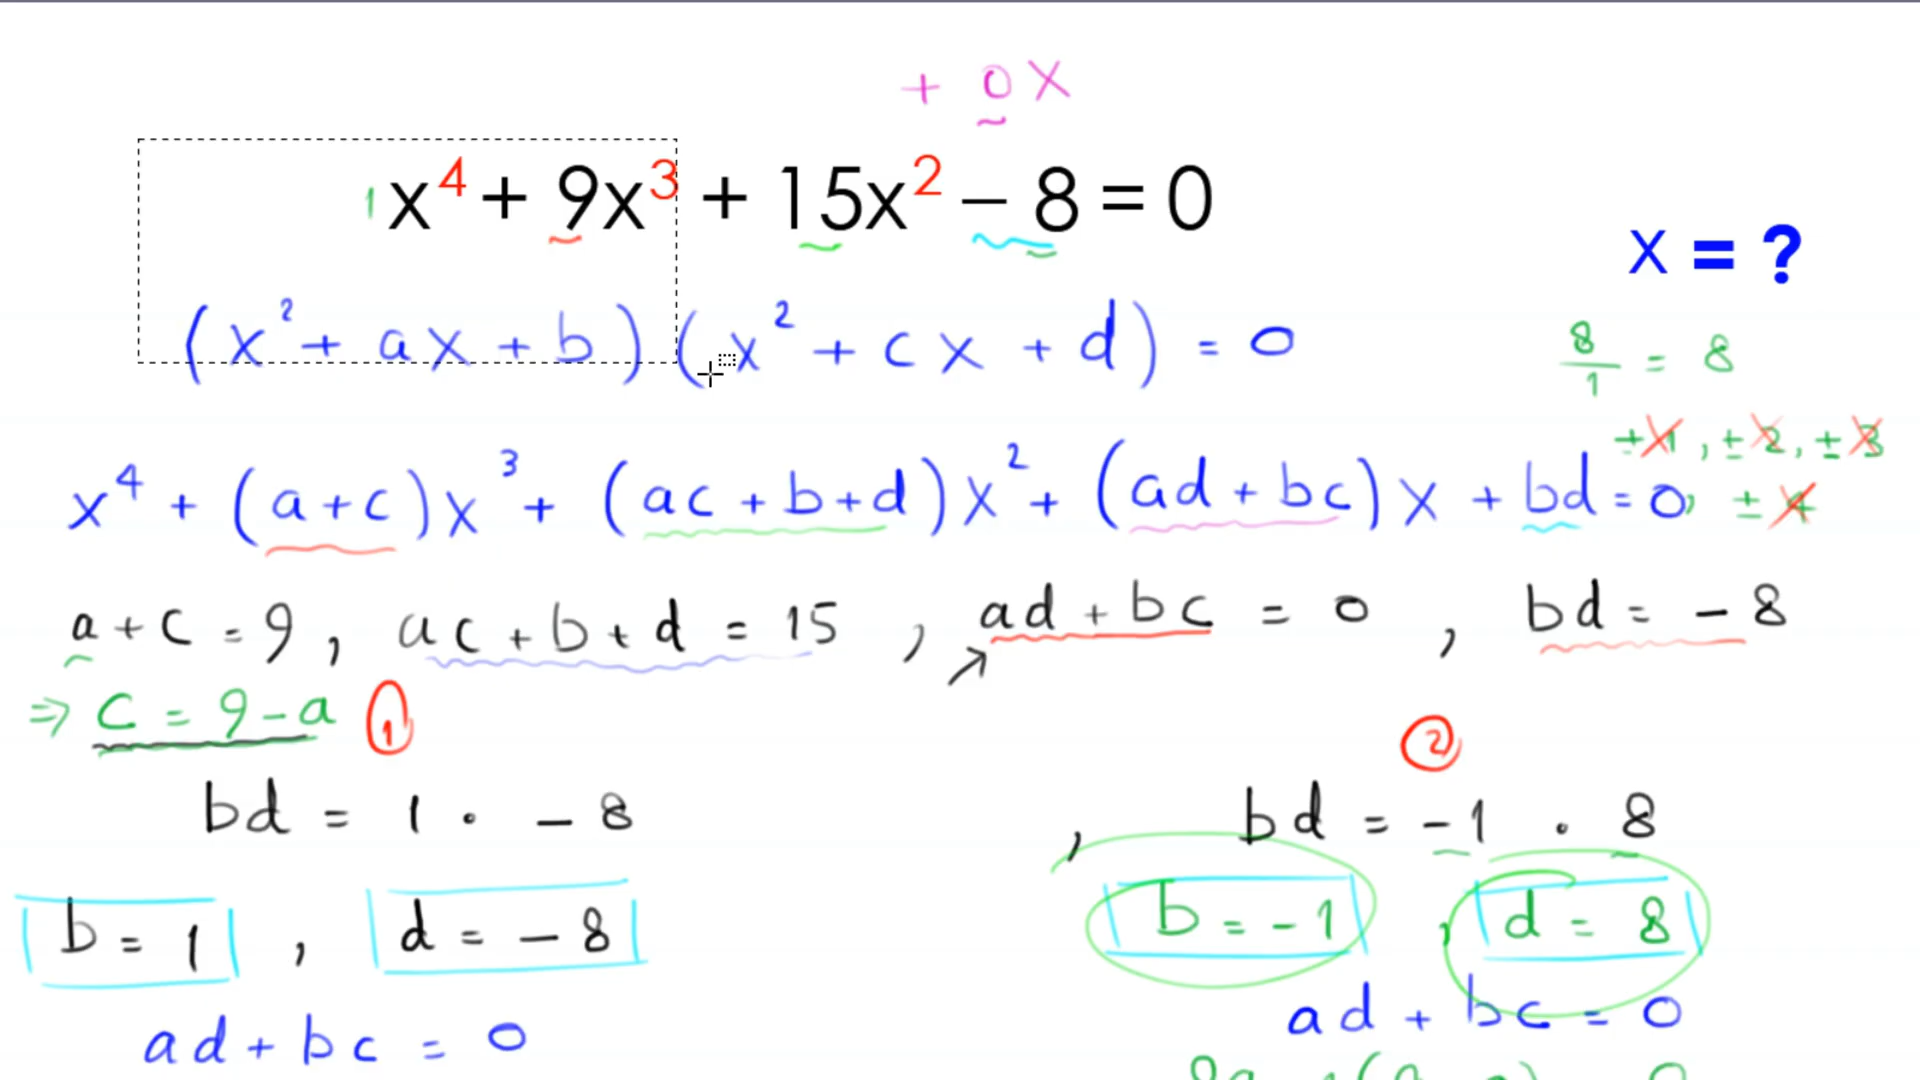 + 0x
1x⁴ + 9x³ + 15x² – 8 = 0
x = ?
(x² + ax + b)(x² + cx + d) = 0
8/1 = 8
±1, ±2, ±3
x⁴ + (a+c)x³ + (ac + b+d)x² + (ad + bc)x + bd = 0, ±4
a + c = 9, ac + b + d = 15, ad + bc = 0, bd = - 8
⇒ c = 9 - a ①
②
bd = 1 · - 8, bd = -1 · 8
b = 1, d = - 8 b = - 1, d = 8
ad + bc = 0 ad + bc = 0